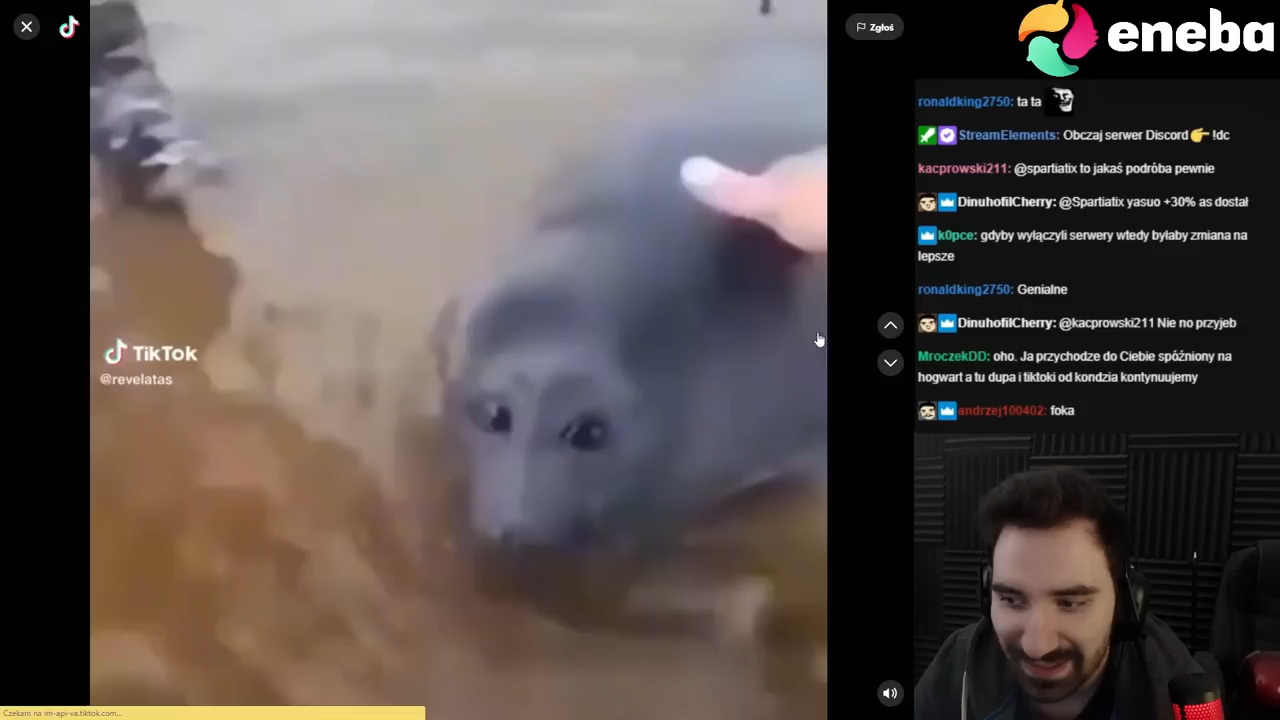 Zgłoś
eneba
ronaldking2750: ta ta
StreamElements: Obczaj serwer Discord !dc
kacprowski211: @spartiatix to jakaś podróba pewnie
DinuhofilCherry: @Spartiatix yasuo +30% as dostał
k0pce: gdyby wyłączyli serwery wtedy byłaby zmiana na
lepsze
ronaldking2750: Genialne
DinuhofilCherry: @kacprowski211 Nie no przyjeb
MroczekDD: oho. Ja przychodze do Ciebie spóźniony na
hogwart a tu dupa i tiktoki od kondzia kontynuujemy
andrzej100402: foka
TikTok
@revelatas
Czekam na im-api-va.tiktok.com...